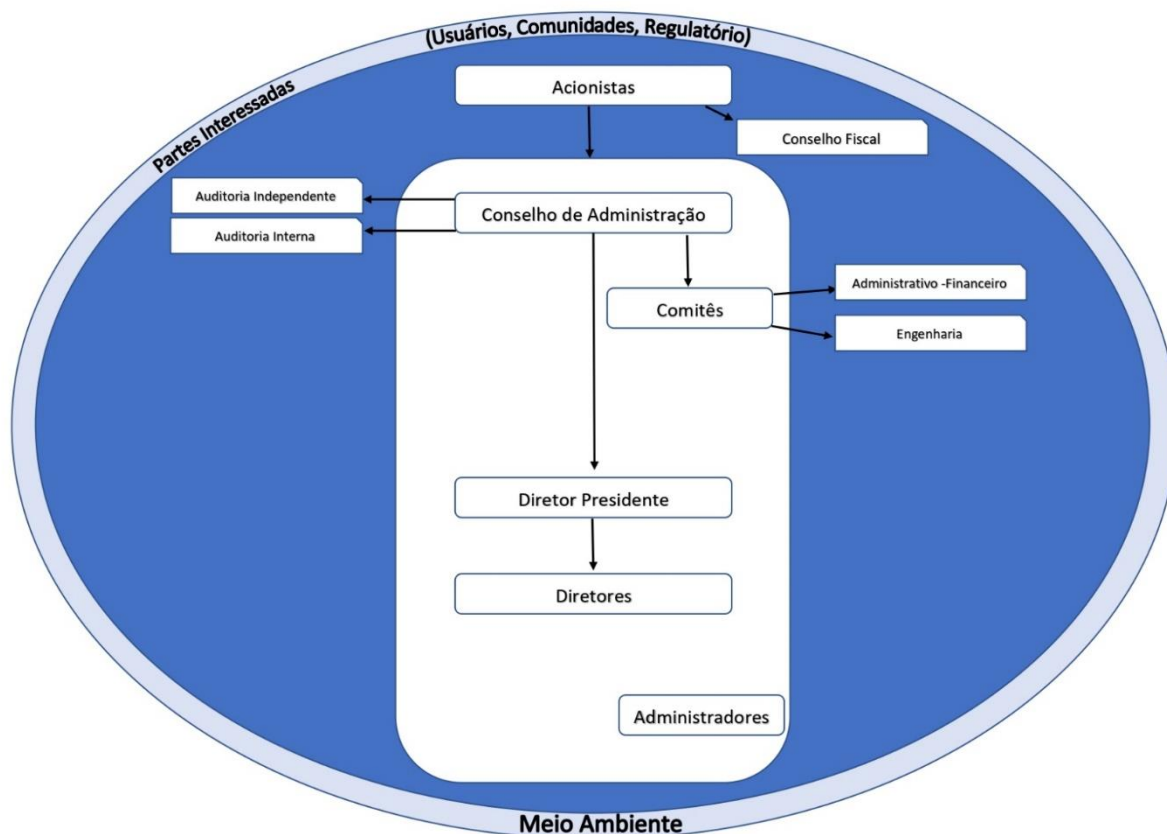 (Usuários, Comunidades, Regulatório)
Partes Interessadas
Acionistas
Conselho Fiscal
Auditoria Independente
Conselho de Administração
Auditoria Interna
Administrativo -Financeiro
Comitês
Engenharia
Diretor Presidente
Diretores
Administradores
Meio Ambiente